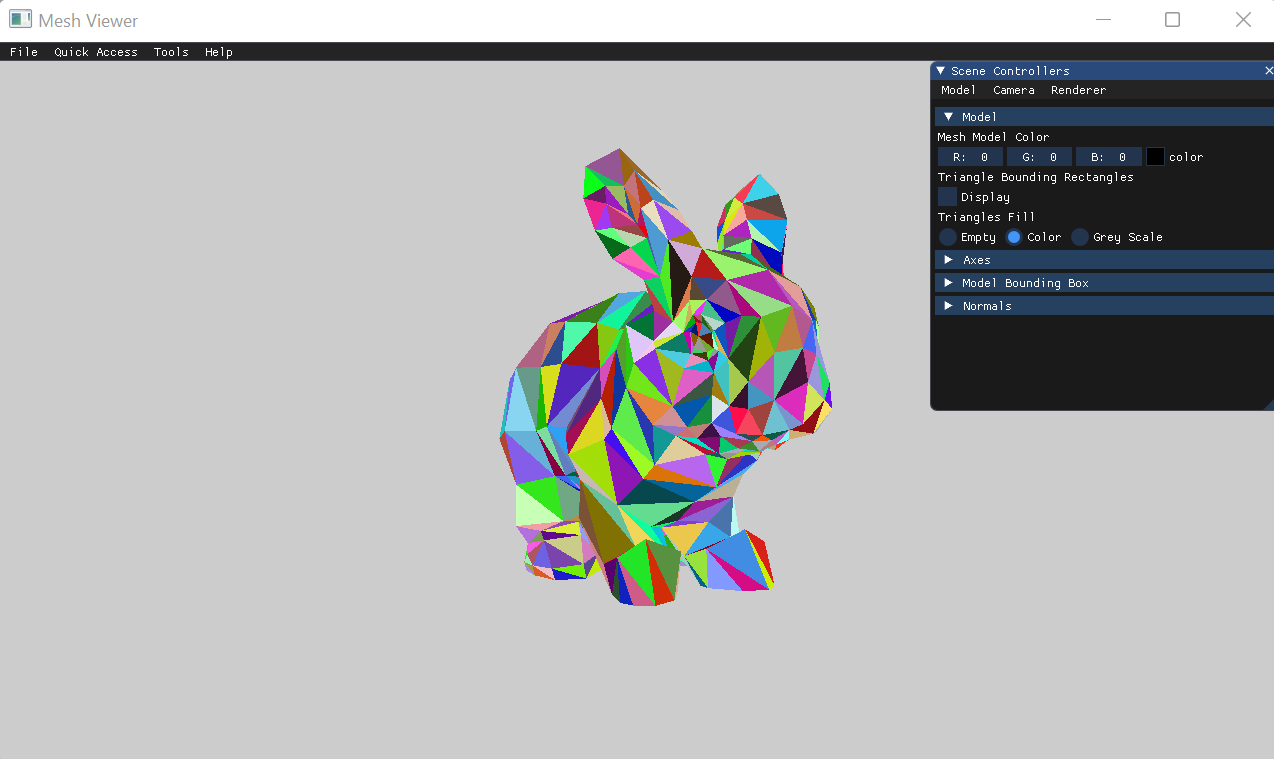 Mesh Viewer
File Quick Access Tools Help
Scene Controllers
Model Camera Renderer
Model
Mesh Model Color
R: 0 G: 0 B: 0 color
Triangle Bounding Rectangles
Display
Triangles Fill
Empty Color Grey Scale
Axes
Model Bounding Box
Normals